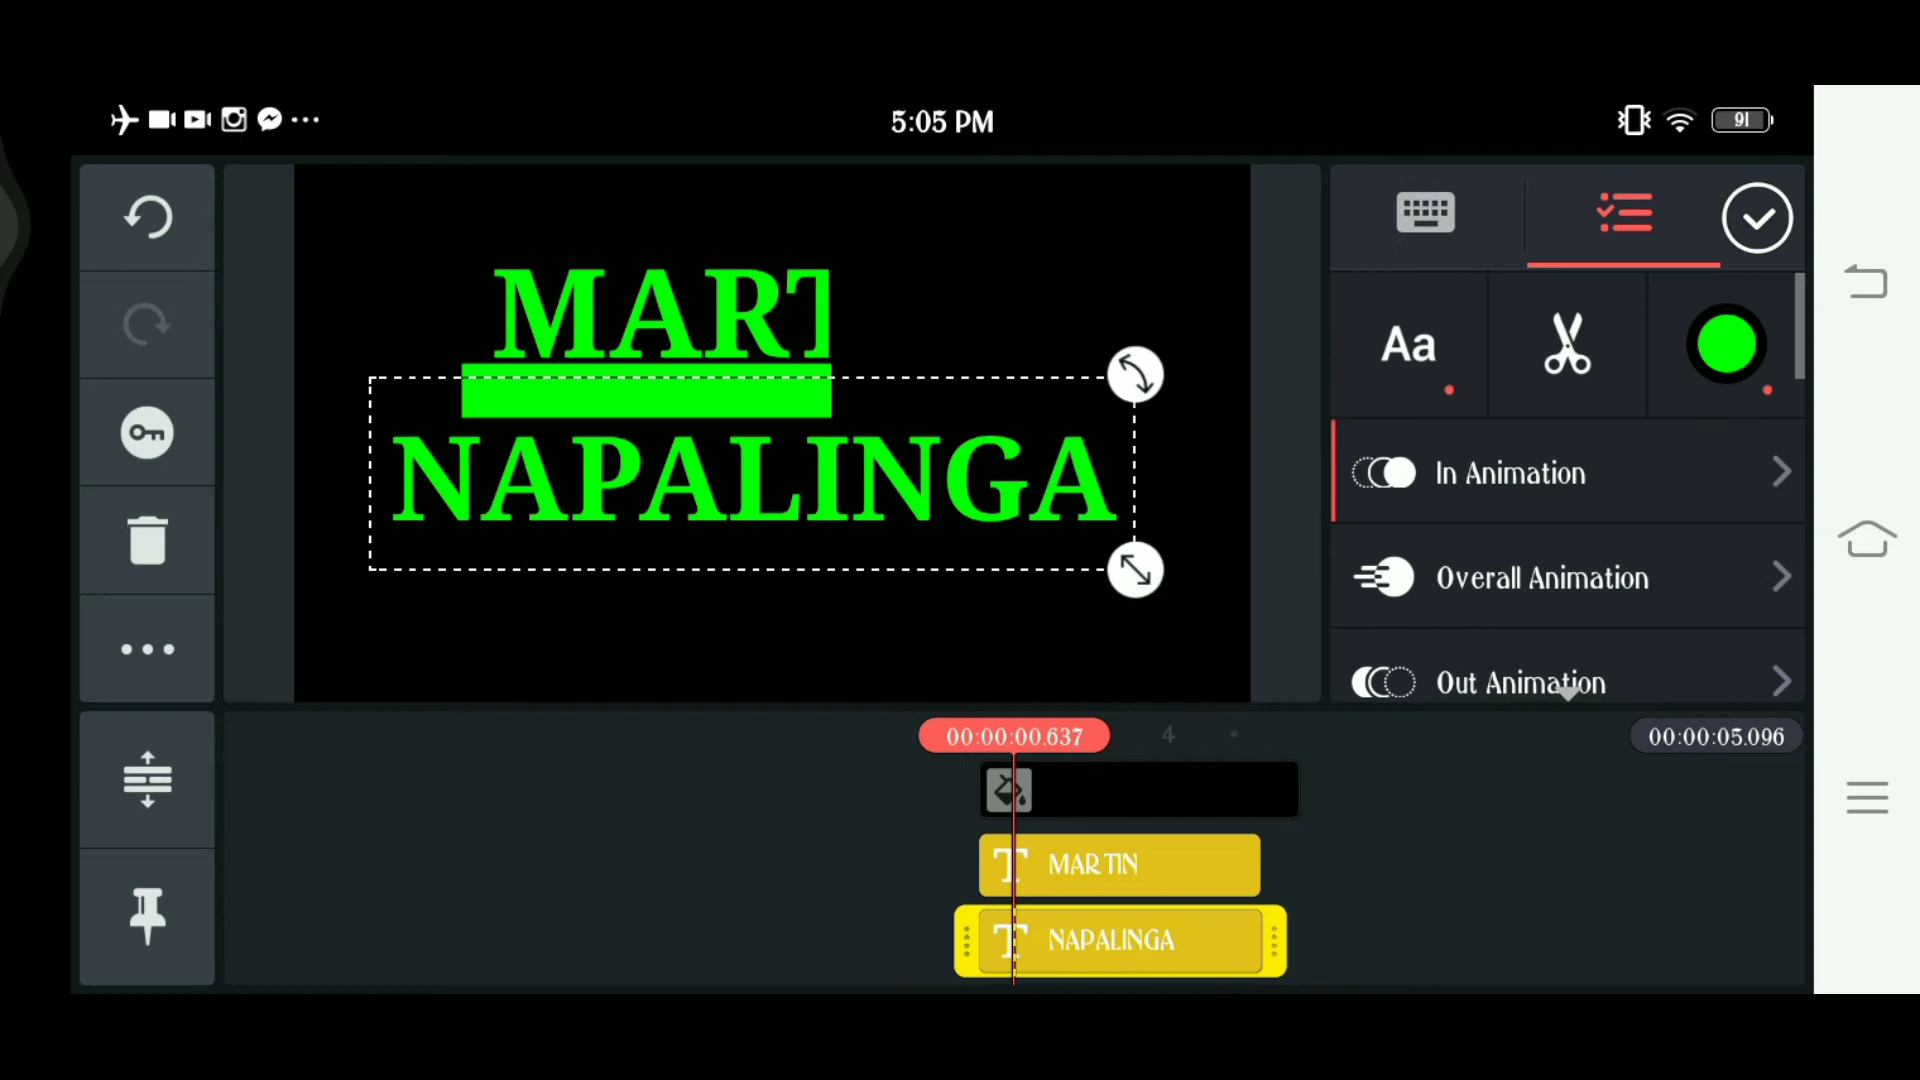 5:05 PM
91
MART
NAPALINGA
Aa
In Animation
Overall Animation
Out Animation
00:00:00.637
4
00:00:05.096
T MARTIN
T NAPALINGA